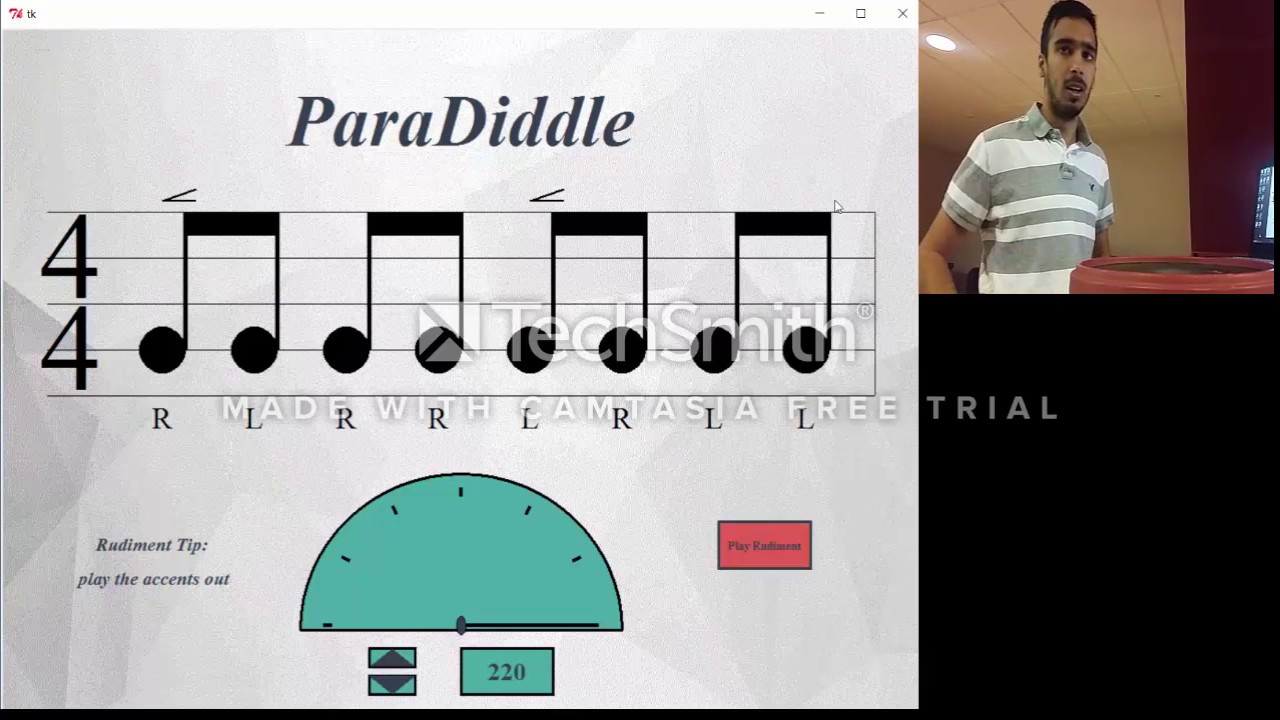 tk
ParaDiddle
4
4
TechSmith®
MADE WITH CAMTASIA FREE TRIAL
R L R R L R L L
Rudiment Tip:
play the accents out
Play Rudiment
220